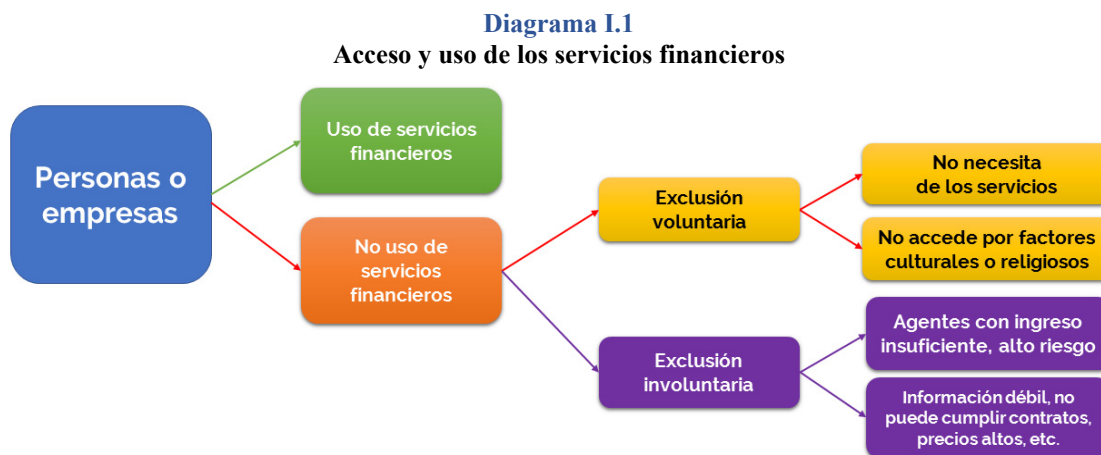 Diagrama I.1
Acceso y uso de los servicios financieros
Personas o
empresas
Uso de servicios
financieros
No uso de
servicios
financieros
Exclusión
voluntaria
Exclusión
involuntaria
No necesita
de los servicios
No accede por factores
culturales o religiosos
Agentes con ingreso
insuficiente, alto riesgo
Información débil, no
puede cumplir contratos,
precios altos, etc.